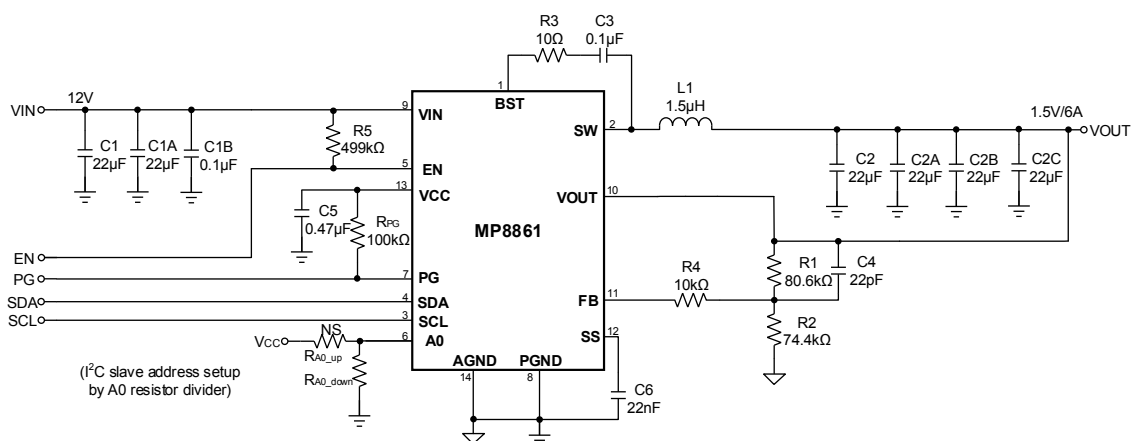 R3
10Ω
C3
0.1µF
1
BST
12V
VIN
9
VIN
C1
22µF
C1A
22µF
C1B
0.1µF
R5
499kΩ
5
EN
13
VCC
C5
0.47µF
RPG
100kΩ
MP8861
SW
2
L1
1.5µH
1.5V/6A
VOUT
C2
22µF
C2A
22µF
C2B
22µF
C2C
22µF
VOUT
10
R1
80.6kΩ
C4
22pF
R4
10kΩ
FB
11
R2
74.4kΩ
SS
12
C6
22nF
EN
PG
7
PG
SDA
4
SDA
SCL
3
SCL
VCC
NS
6
A0
RA0_up
RA0_down
AGND
14
PGND
8
(I²C slave address setup
by A0 resistor divider)